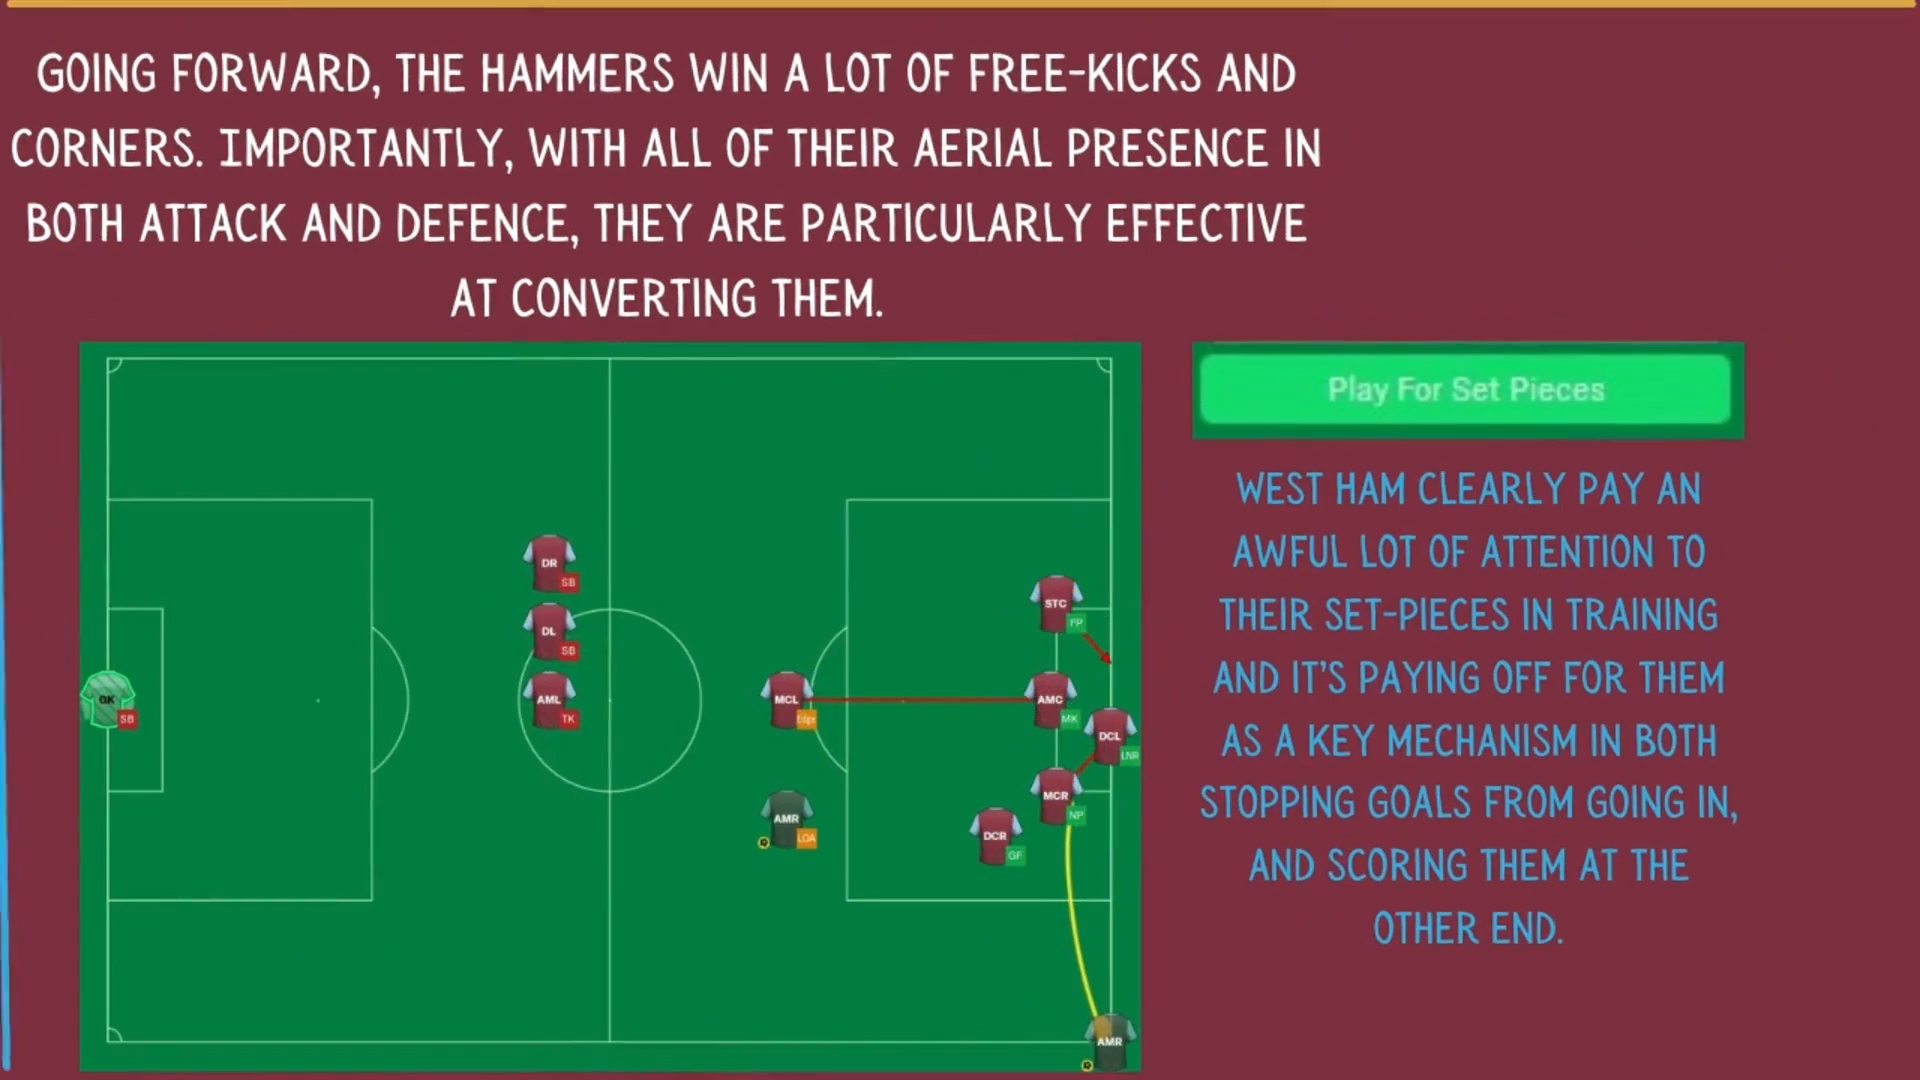 GOING FORWARD, THE HAMMERS WIN A LOT OF FREE-KICKS AND
CORNERS. IMPORTANTLY, WITH ALL OF THEIR AERIAL PRESENCE IN
BOTH ATTACK AND DEFENCE, THEY ARE PARTICULARLY EFFECTIVE
AT CONVERTING THEM.
Play For Set Pieces
WEST HAM CLEARLY PAY AN
AWFUL LOT OF ATTENTION TO
THEIR SET-PIECES IN TRAINING
AND IT'S PAYING OFF FOR THEM
AS A KEY MECHANISM IN BOTH
STOPPING GOALS FROM GOING IN,
AND SCORING THEM AT THE
OTHER END.
DR
SB
STC
FP
DL
SB
GK
SB
AML
TK
MCL
Edge
AMC
MK
DCL
LNR
MCR
NP
AMR
LOA
DCR
GF
AMR